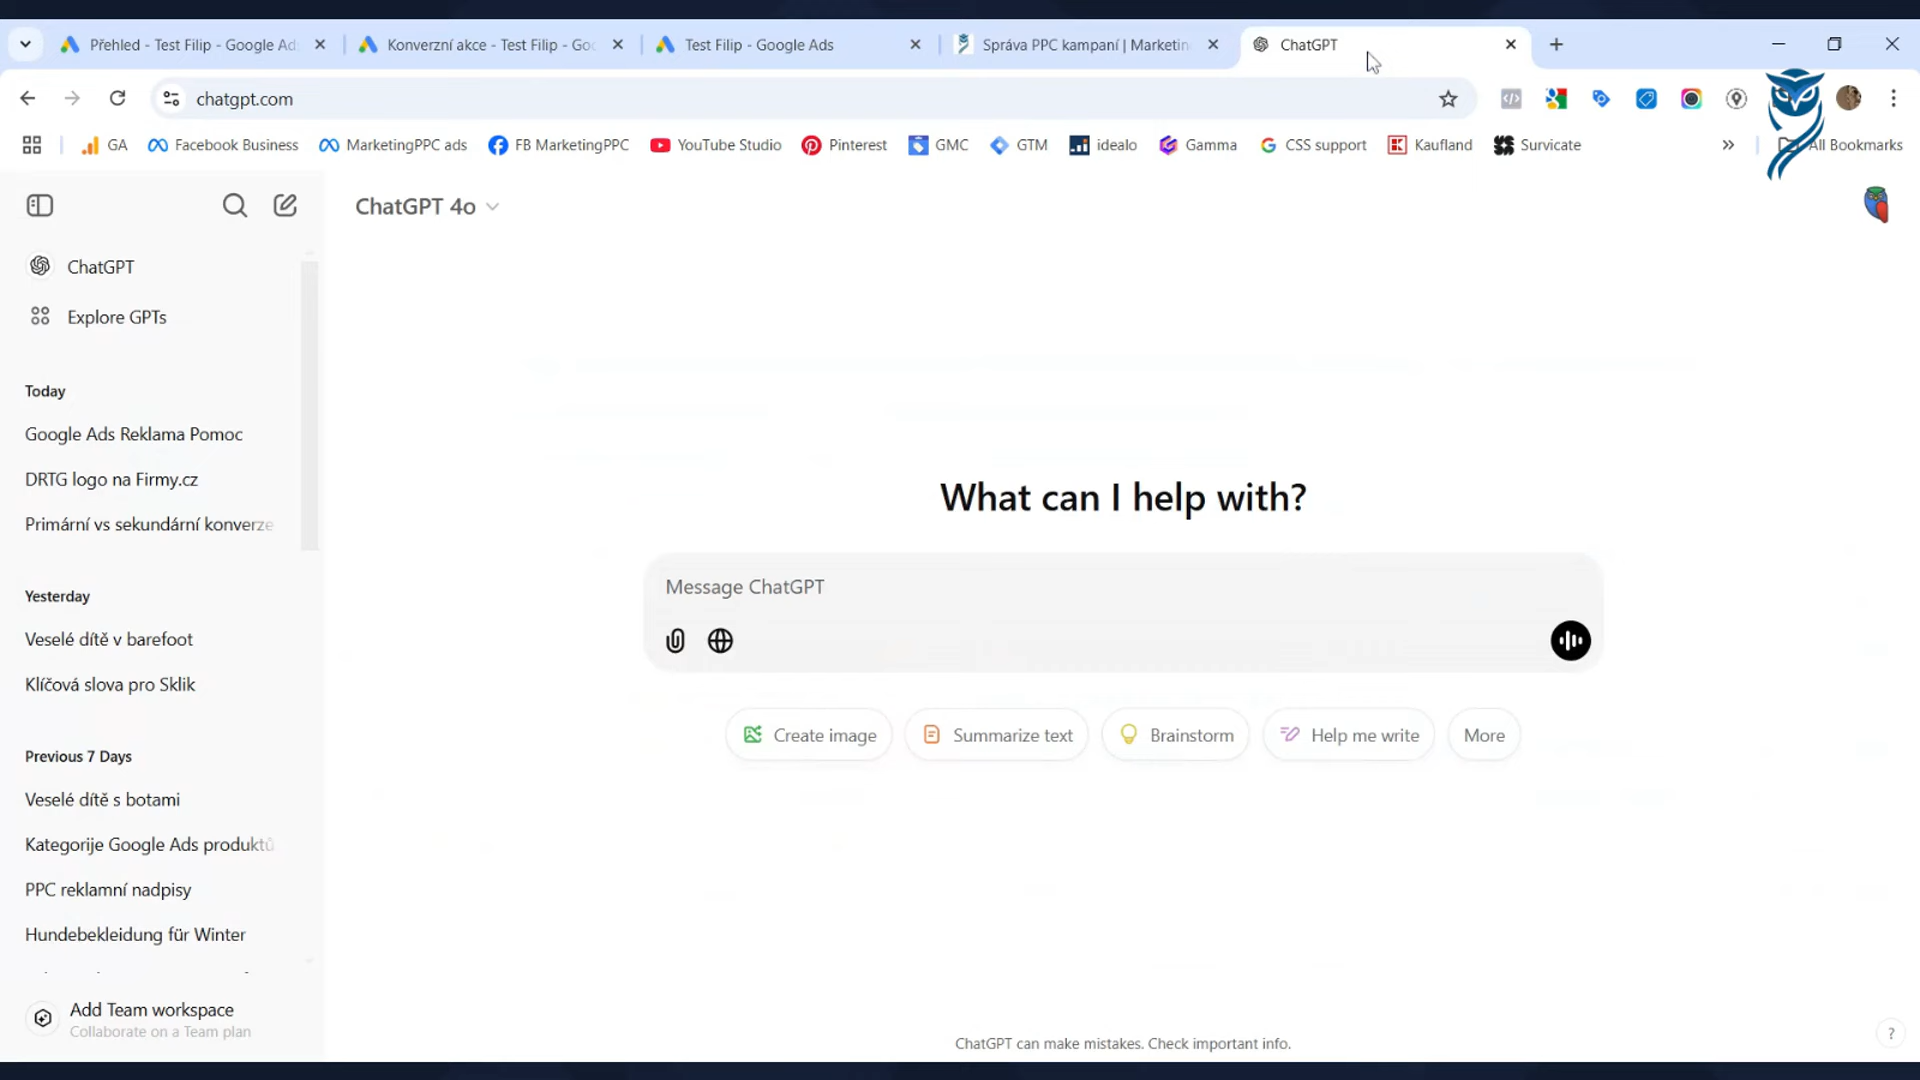 Přehled - Test Filip - Google Ad
Konverzní akce - Test Filip - Go
Test Filip - Google Ads
Správa PPC kampaní | Marketin
ChatGPT
chatgpt.com
GA
Facebook Business
MarketingPPC ads
FB MarketingPPC
YouTube Studio
Pinterest
GMC
GTM
idealo
Gamma
CSS support
Kaufland
Survicate
All Bookmarks
ChatGPT 4o
ChatGPT
Explore GPTs
Today
Google Ads Reklama Pomoc
DRTG logo na Firmy.cz
Primární vs sekundární konverze
Yesterday
Veselé dítě v barefoot
Klíčová slova pro Sklik
Previous 7 Days
Veselé dítě s botami
Kategorije Google Ads produktů
PPC reklamní nadpisy
Hundebekleidung für Winter
Add Team workspace
Collaborate on a Team plan
What can I help with?
Message ChatGPT
Create image
Summarize text
Brainstorm
Help me write
More
ChatGPT can make mistakes. Check important info.
?